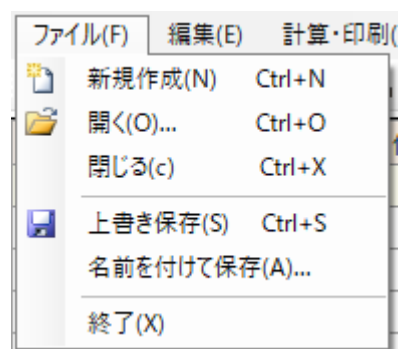 ファイル(F) 編集(E) 計算・印刷(
新規作成(N) Ctrl+N
開く(O)... Ctrl+O
閉じる(c) Ctrl+X
上書き保存(S) Ctrl+S
名前を付けて保存(A)...
終了(X)